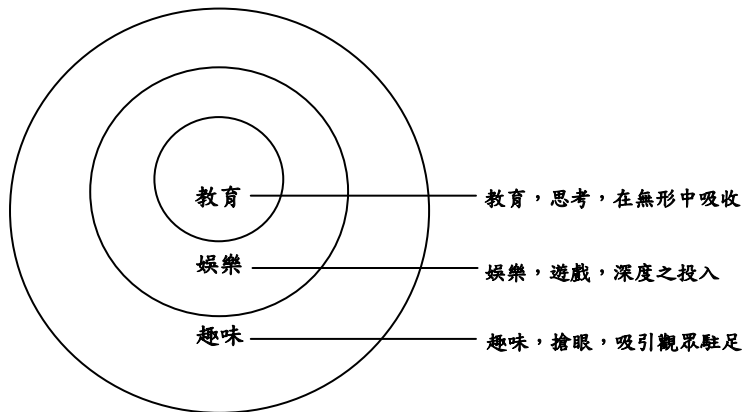 教育
教育，思考，在無形中吸收
娛樂
娛樂，遊戲，深度之投入
趣味
趣味，搶眼，吸引觀眾駐足